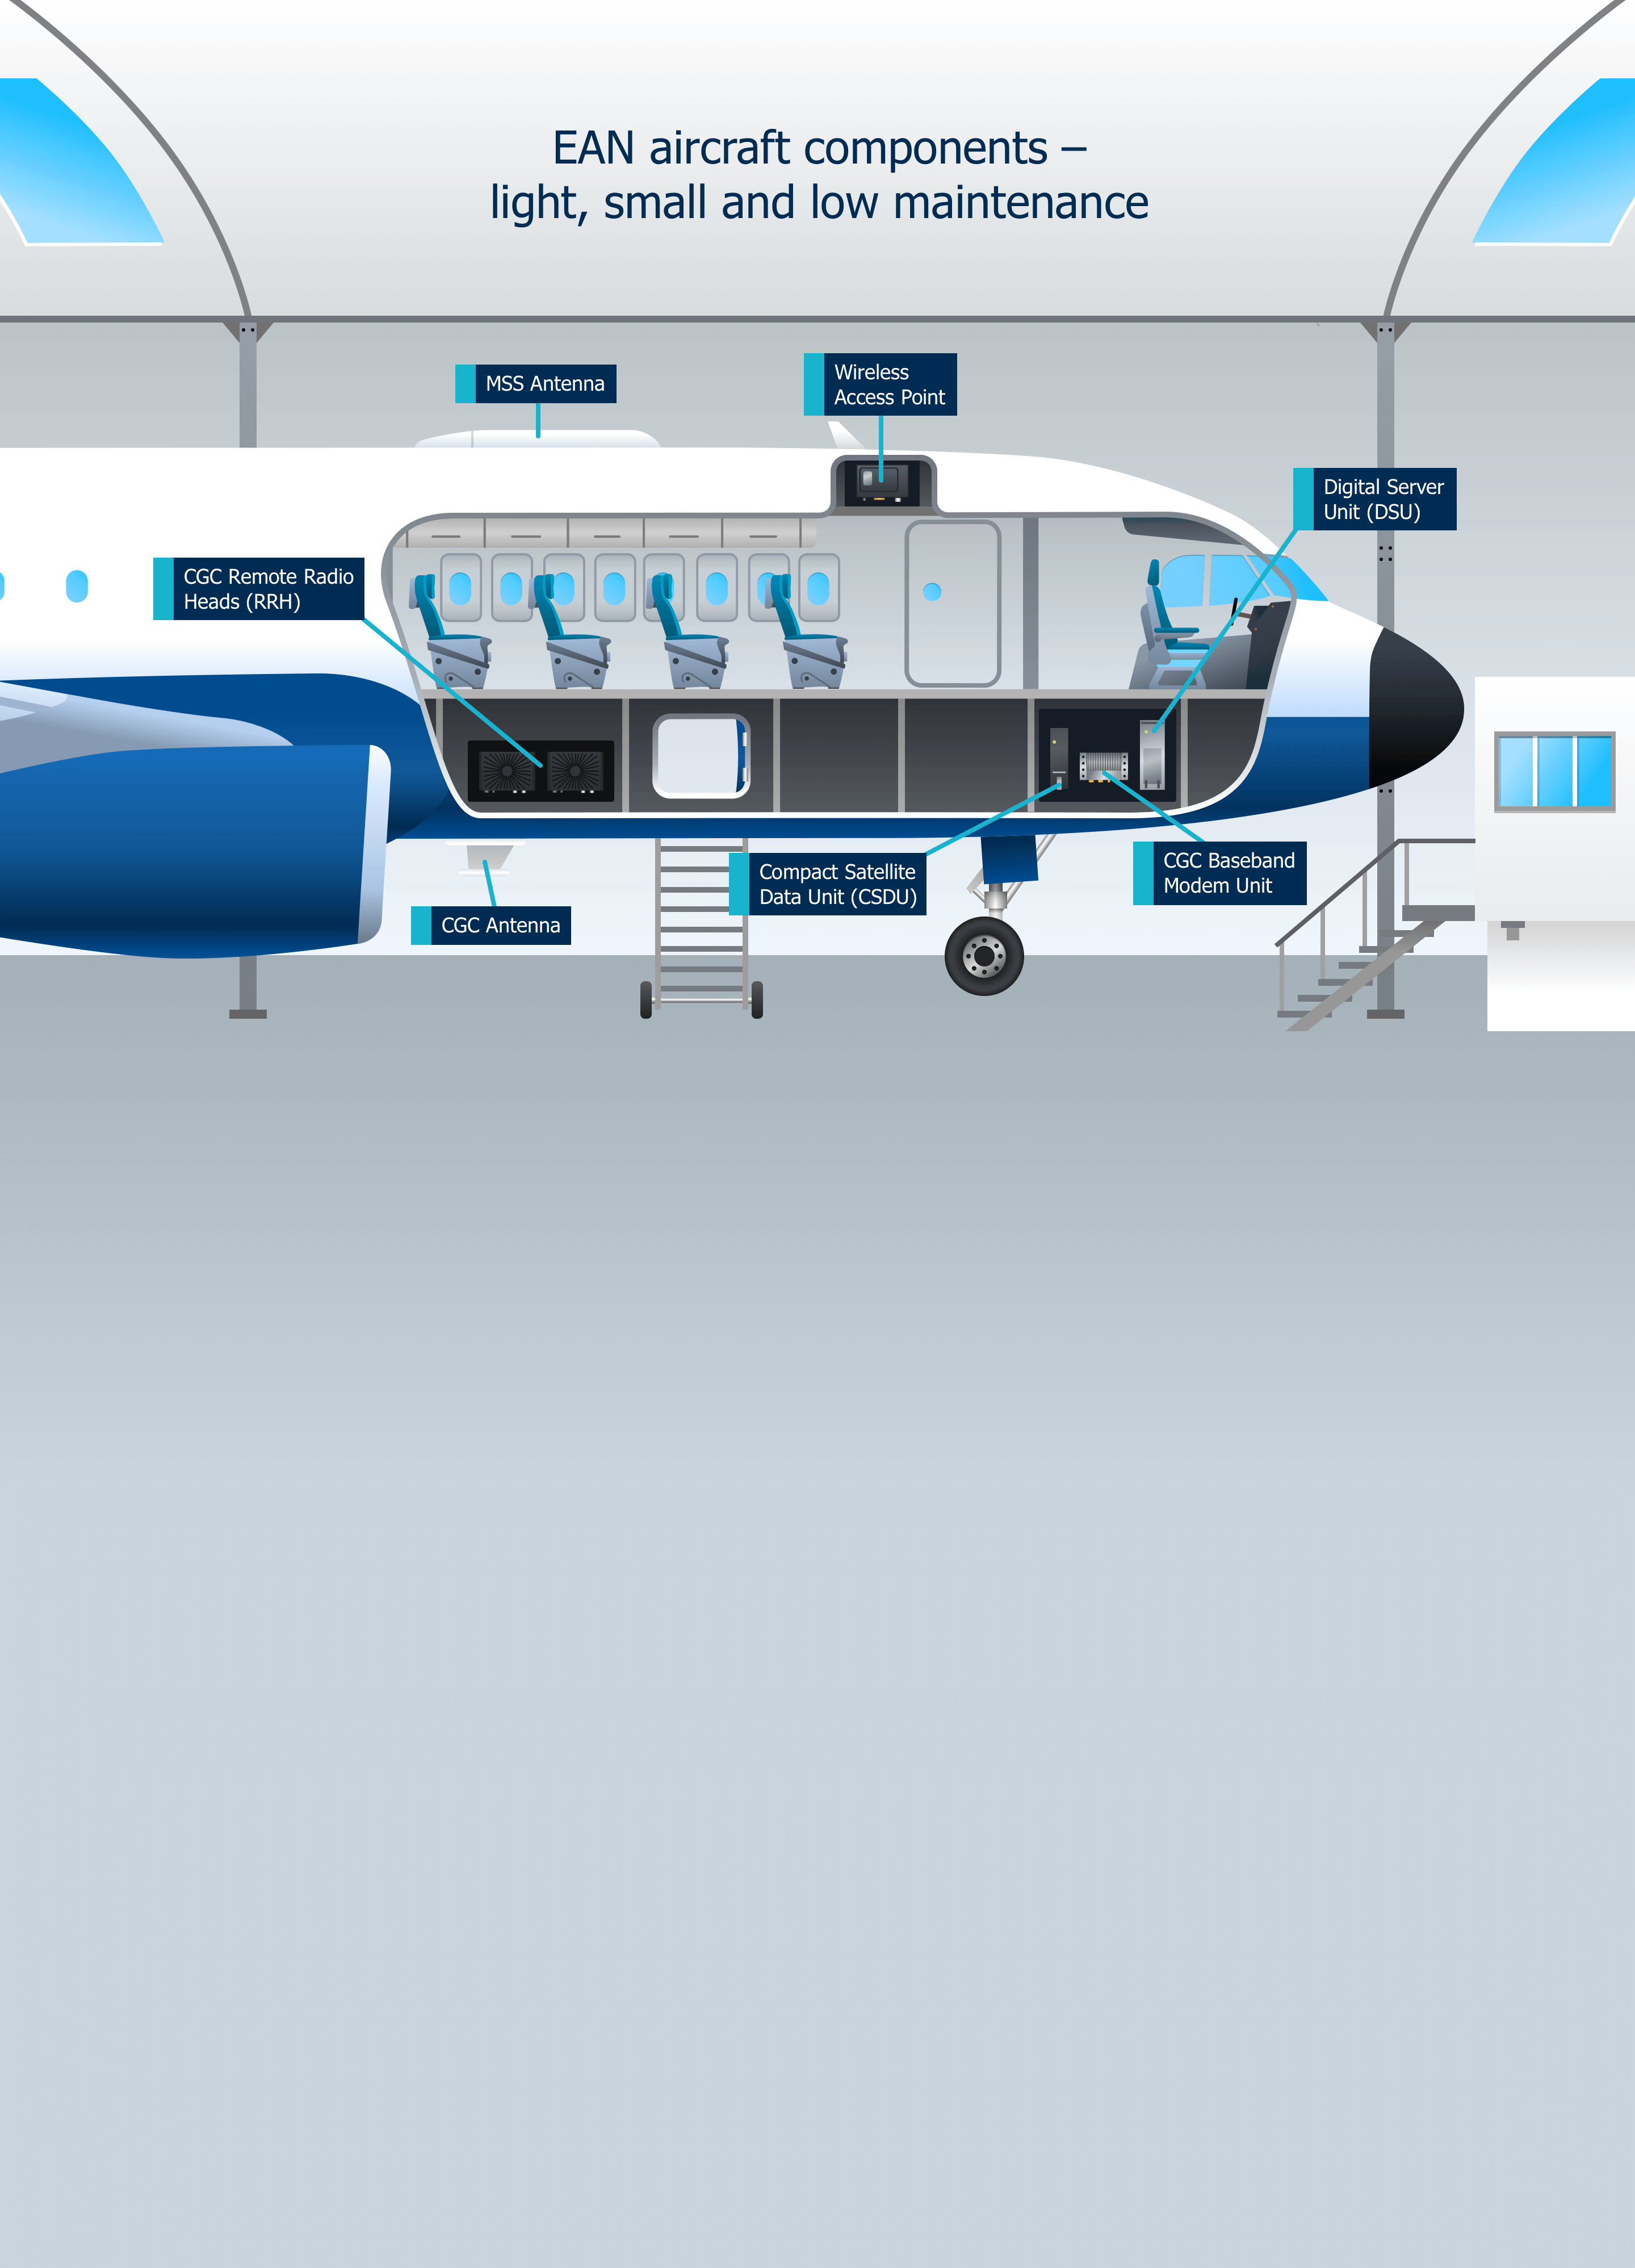 EAN aircraft components –
light, small and low maintenance
MSS Antenna
Wireless
Access Point
Digital Server
Unit (DSU)
CGC Remote Radio
Heads (RRH)
Compact Satellite
Data Unit (CSDU)
CGC Baseband
Modem Unit
CGC Antenna